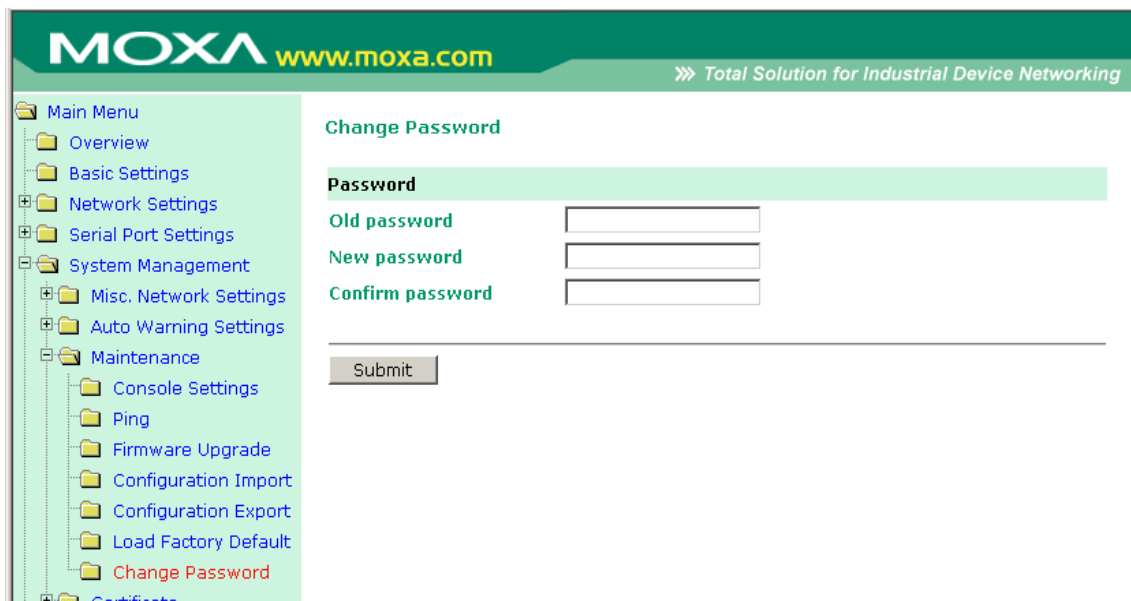 MOXA www.moxa.com
Total Solution for Industrial Device Networking
Main Menu
Overview
Basic Settings
Network Settings
Serial Port Settings
System Management
Misc. Network Settings
Auto Warning Settings
Maintenance
Console Settings
Ping
Firmware Upgrade
Configuration Import
Configuration Export
Load Factory Default
Change Password
Certificate
Change Password
Password
Old password
New password
Confirm password
Submit